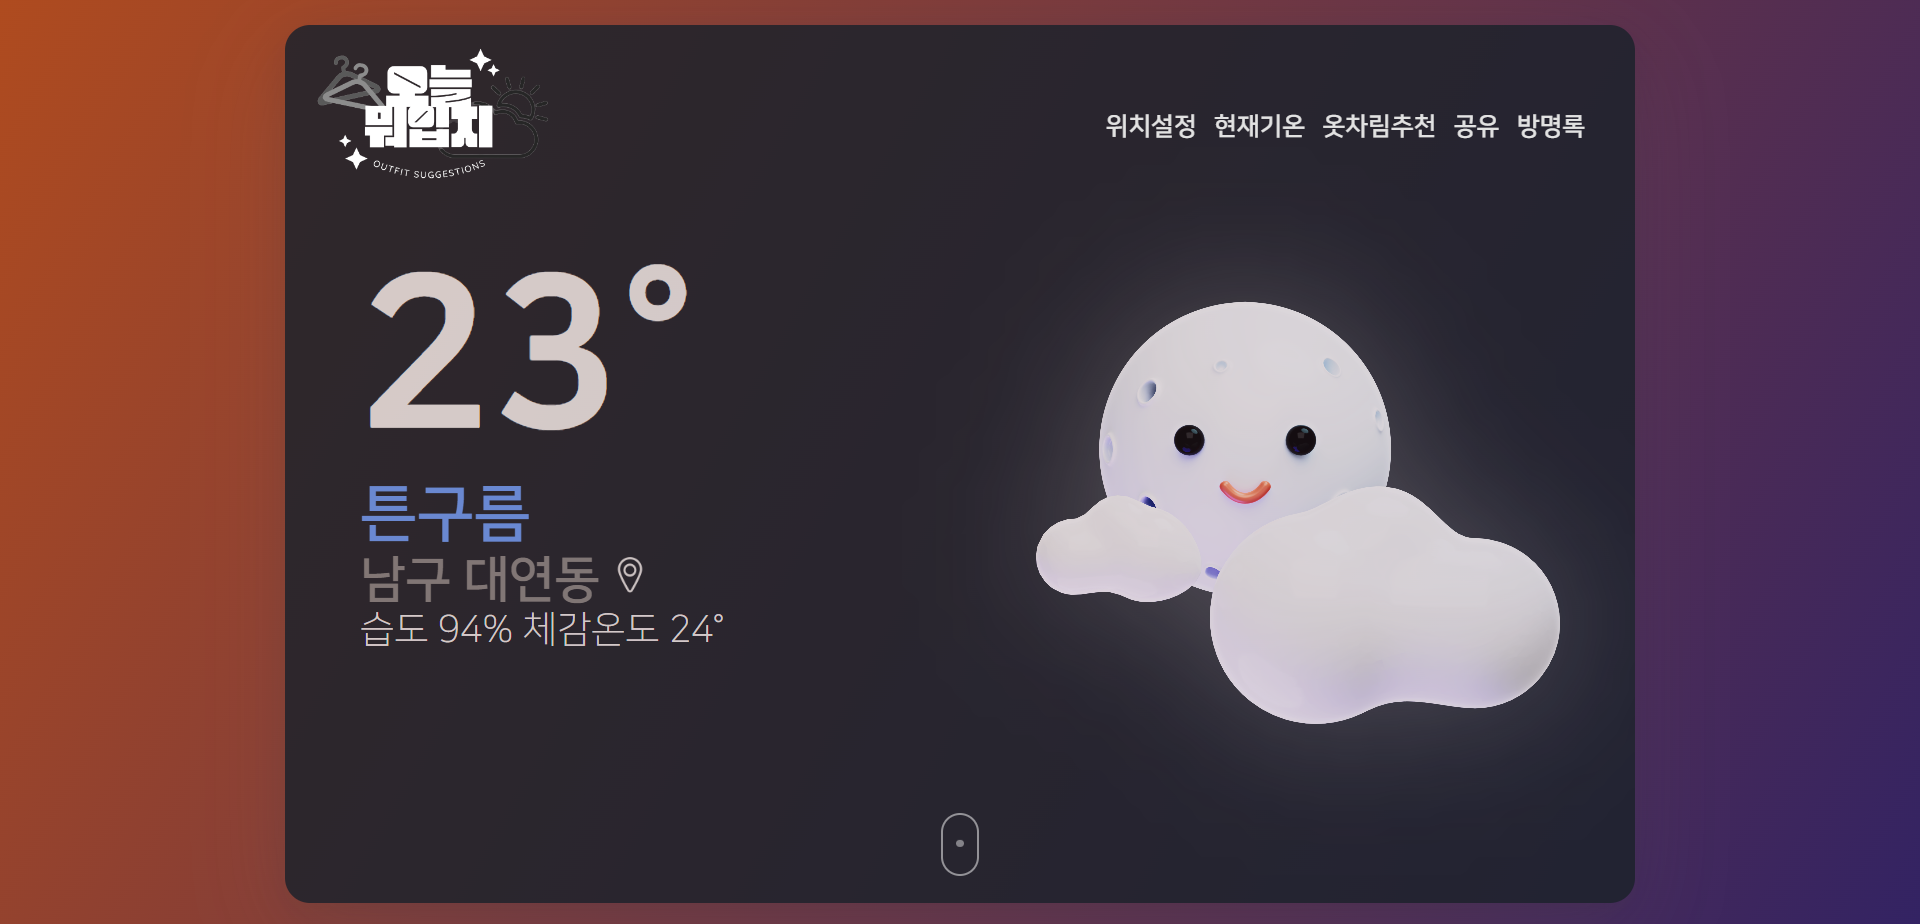 오늘
뭐입지
OUTFIT SUGGESTIONS
위치설정 현재기온 옷차림추천 공유 방명록
23°
튼구름
남구 대연동
습도 94% 체감온도 24°